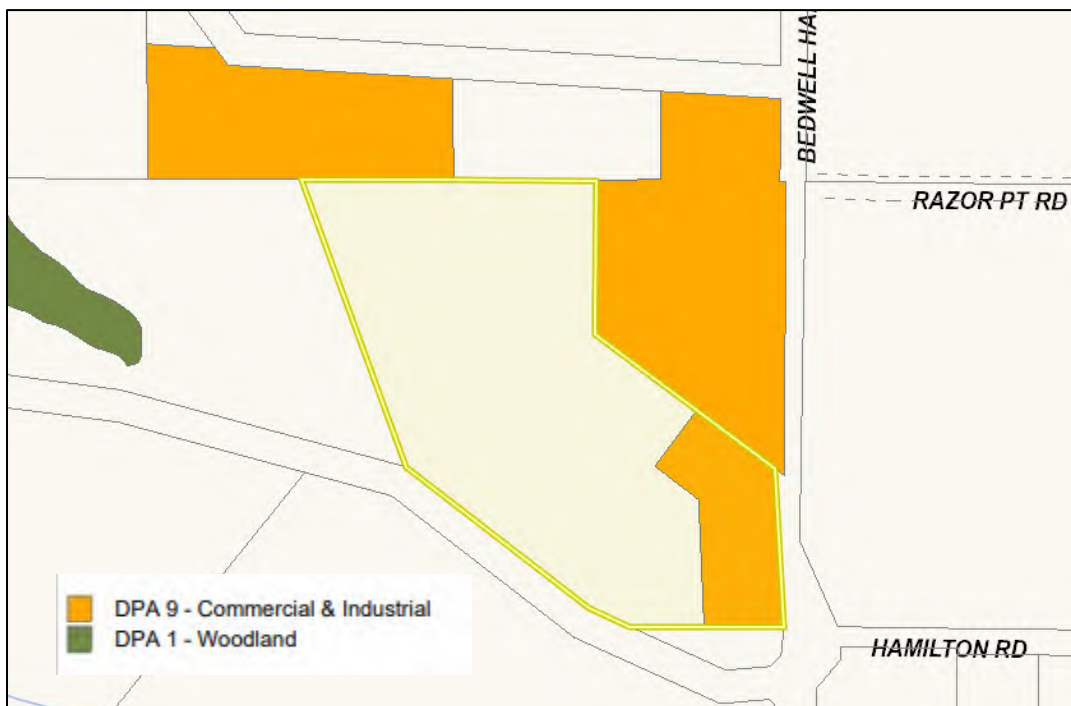 BEDWELL HA
RAZOR PT RD
DPA 9 - Commercial & Industrial
DPA 1 - Woodland
HAMILTON RD